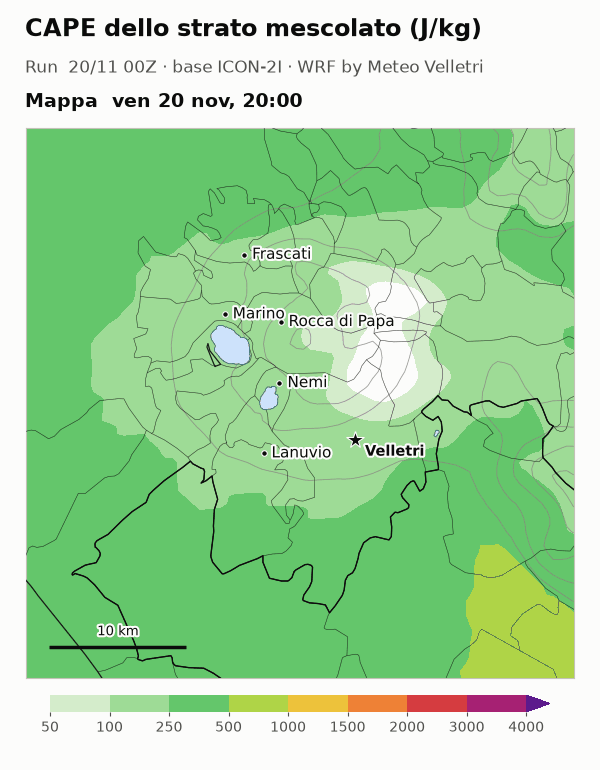 CAPE dello strato mescolato (J/kg)
Run  20/11 00Z · base ICON-2I · WRF by Meteo Velletri
Mappa  ven 20 nov, 20:00
Frascati
Marino
Rocca di Papa
Nemi
Velletri
Lanuvio
10 km
50 100 250 500 1000 1500 2000 3000 4000